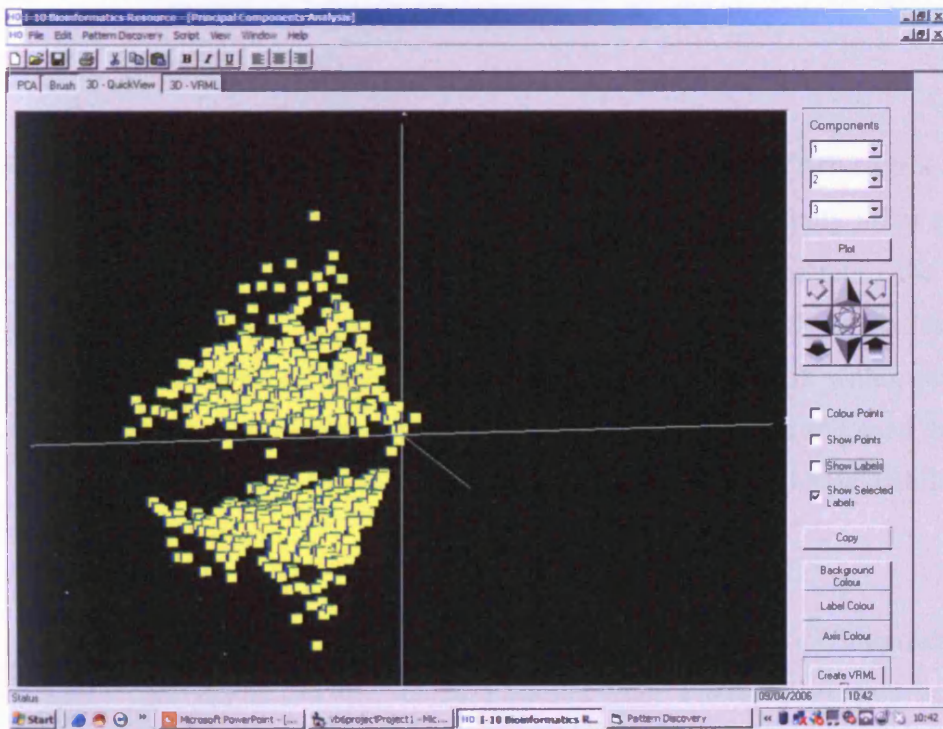 I-10 Bioinformatics Resource - [Principal Components Analysis]
File Edit Pattern Discovery Script View Window Help
B I U
PCA Brush 3D - QuickView 3D - VRML
Components
1
2
3
Plot
Colour Points
Show Points
Show Labels
Show Selected
Labels
Copy
Background
Colour
Label Colour
Axis Colour
Create VRML
Status 09/04/2006 10:42
Start » Microsoft PowerPoint - [... vb6projectProject1 - Mic... I-10 Bioinformatics R... Pattern Discovery « 10:42